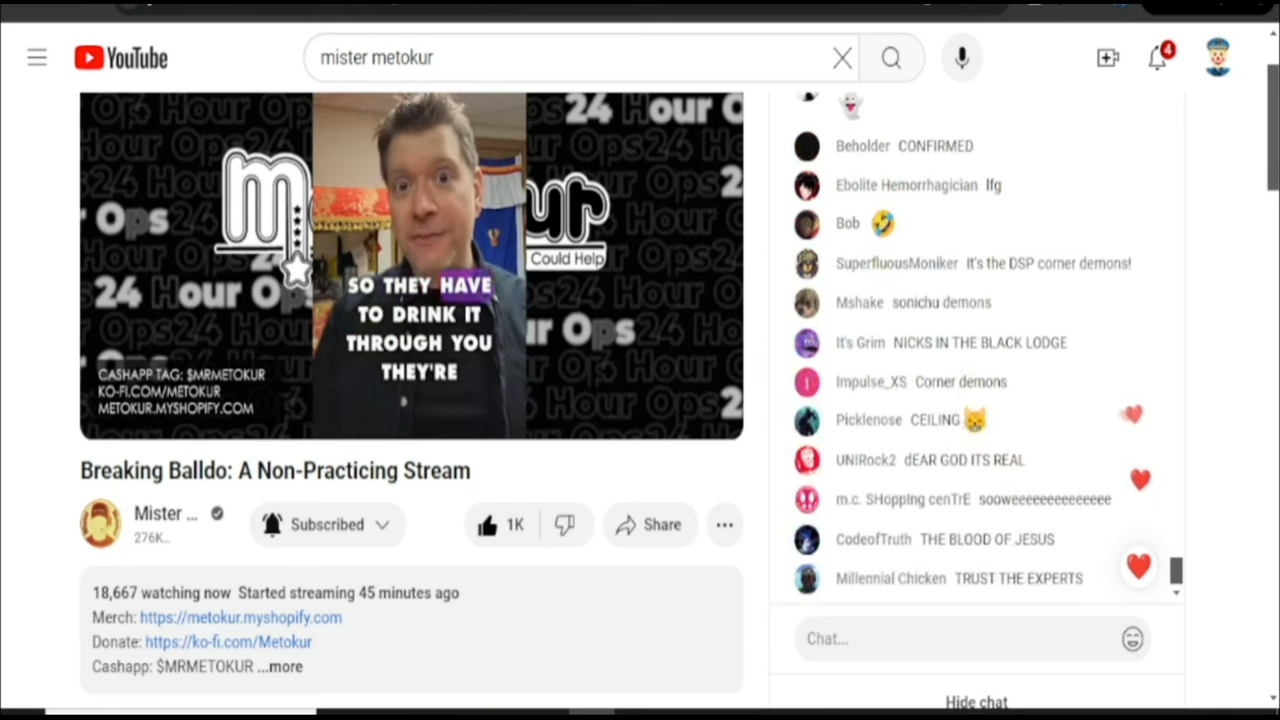 YouTube
mister metokur
4
24 Hour Ops
Could Help
SO THEY HAVE
TO DRINK IT
THROUGH YOU
THEY'RE
CASHAPP TAG: $MRMETOKUR
KO-FI.COM/METOKUR
METOKUR.MYSHOPIFY.COM
Breaking Balldo: A Non-Practicing Stream
Mister ...
276K...
Subscribed
1K
Share
18,667 watching now Started streaming 45 minutes ago
Merch: https://metokur.myshopify.com
Donate: https://ko-fi.com/Metokur
Cashapp: $MRMETOKUR ...more
Beholder CONFIRMED
Ebolite Hemorrhagician lfg
Bob 🤣
SuperfluousMoniker It's the DSP corner demons!
Mshake sonichu demons
It's Grim NICKS IN THE BLACK LODGE
Impulse_XS Corner demons
Picklenose CEILING
UNIRock2 dEAR GOD ITS REAL
m.c. SHoppIng cenTrE sooweeeeeeeeeeeeee
CodeofTruth THE BLOOD OF JESUS
Millennial Chicken TRUST THE EXPERTS
Chat...
Hide chat